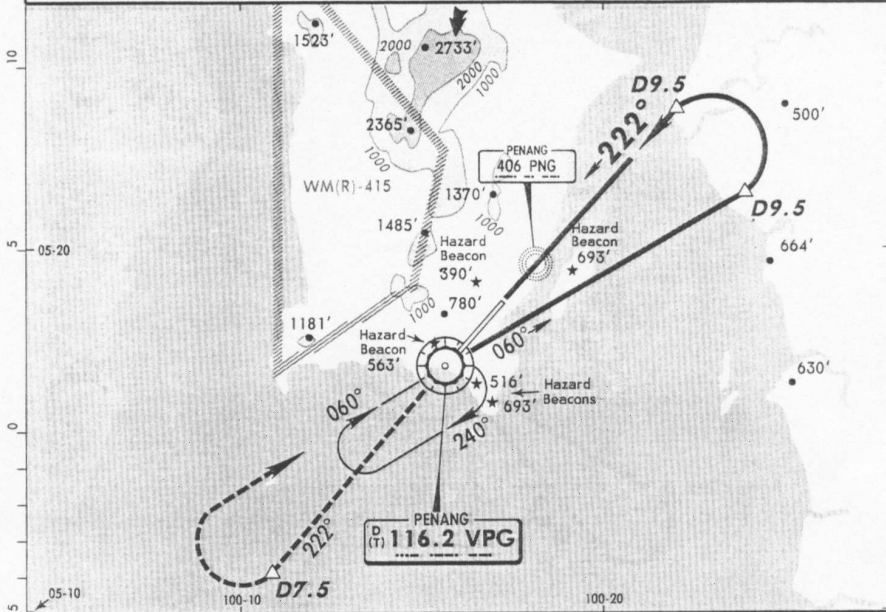 10
1523'
2000
2733'
2000
1000
D9.5
500'
2365'
222°
1000
PENANG
406 PNG
WM(R)-415
1370'
D9.5
1000
5
05-20
1485'
Hazard
Beacon
390'
Hazard
Beacon
693'
664'
1000
780'
1181'
Hazard
Beacon
563'
060°
630'
516'
693'
Hazard
Beacons
060°
240°
0
222°
PENANG
D
(T) 116.2 VPG
D7.5
5
05-10
100-10
100-20